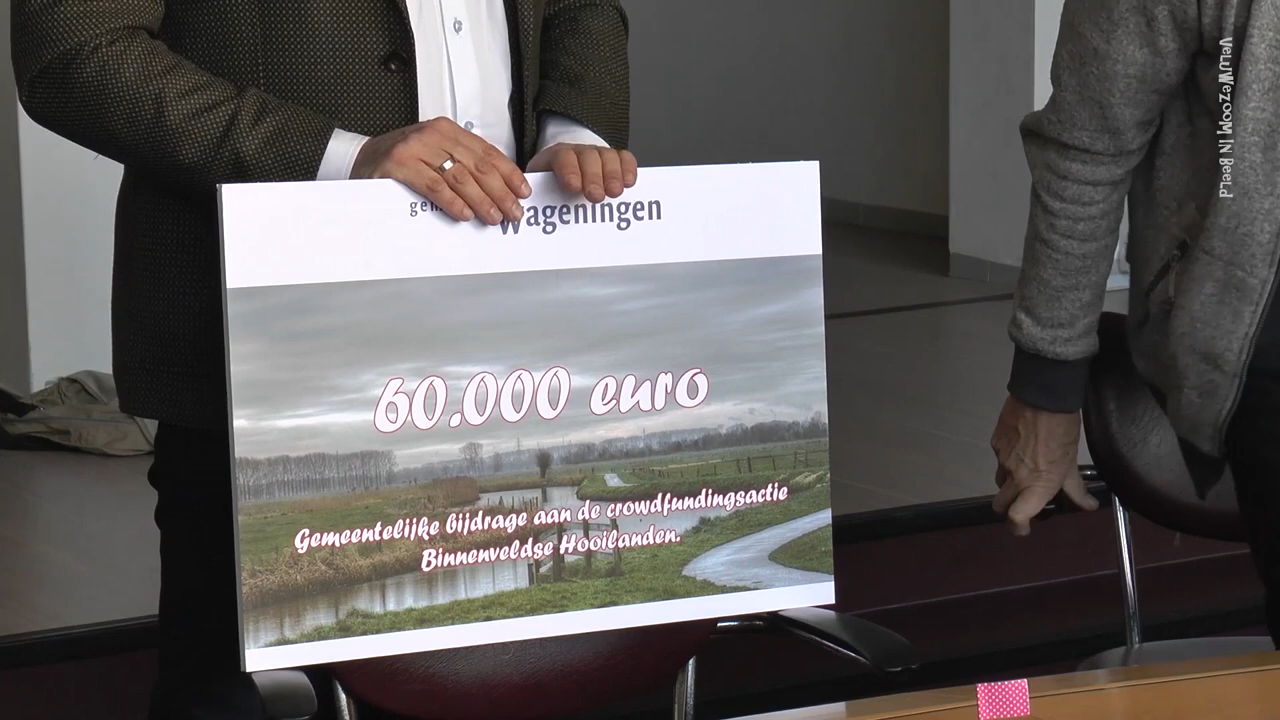 wageningen
60.000 euro
Gemeentelijke bijdrage aan de crowdfundingsactie
Binnenveldse Hooilanden.
VELUWEZOOM IN BEELD